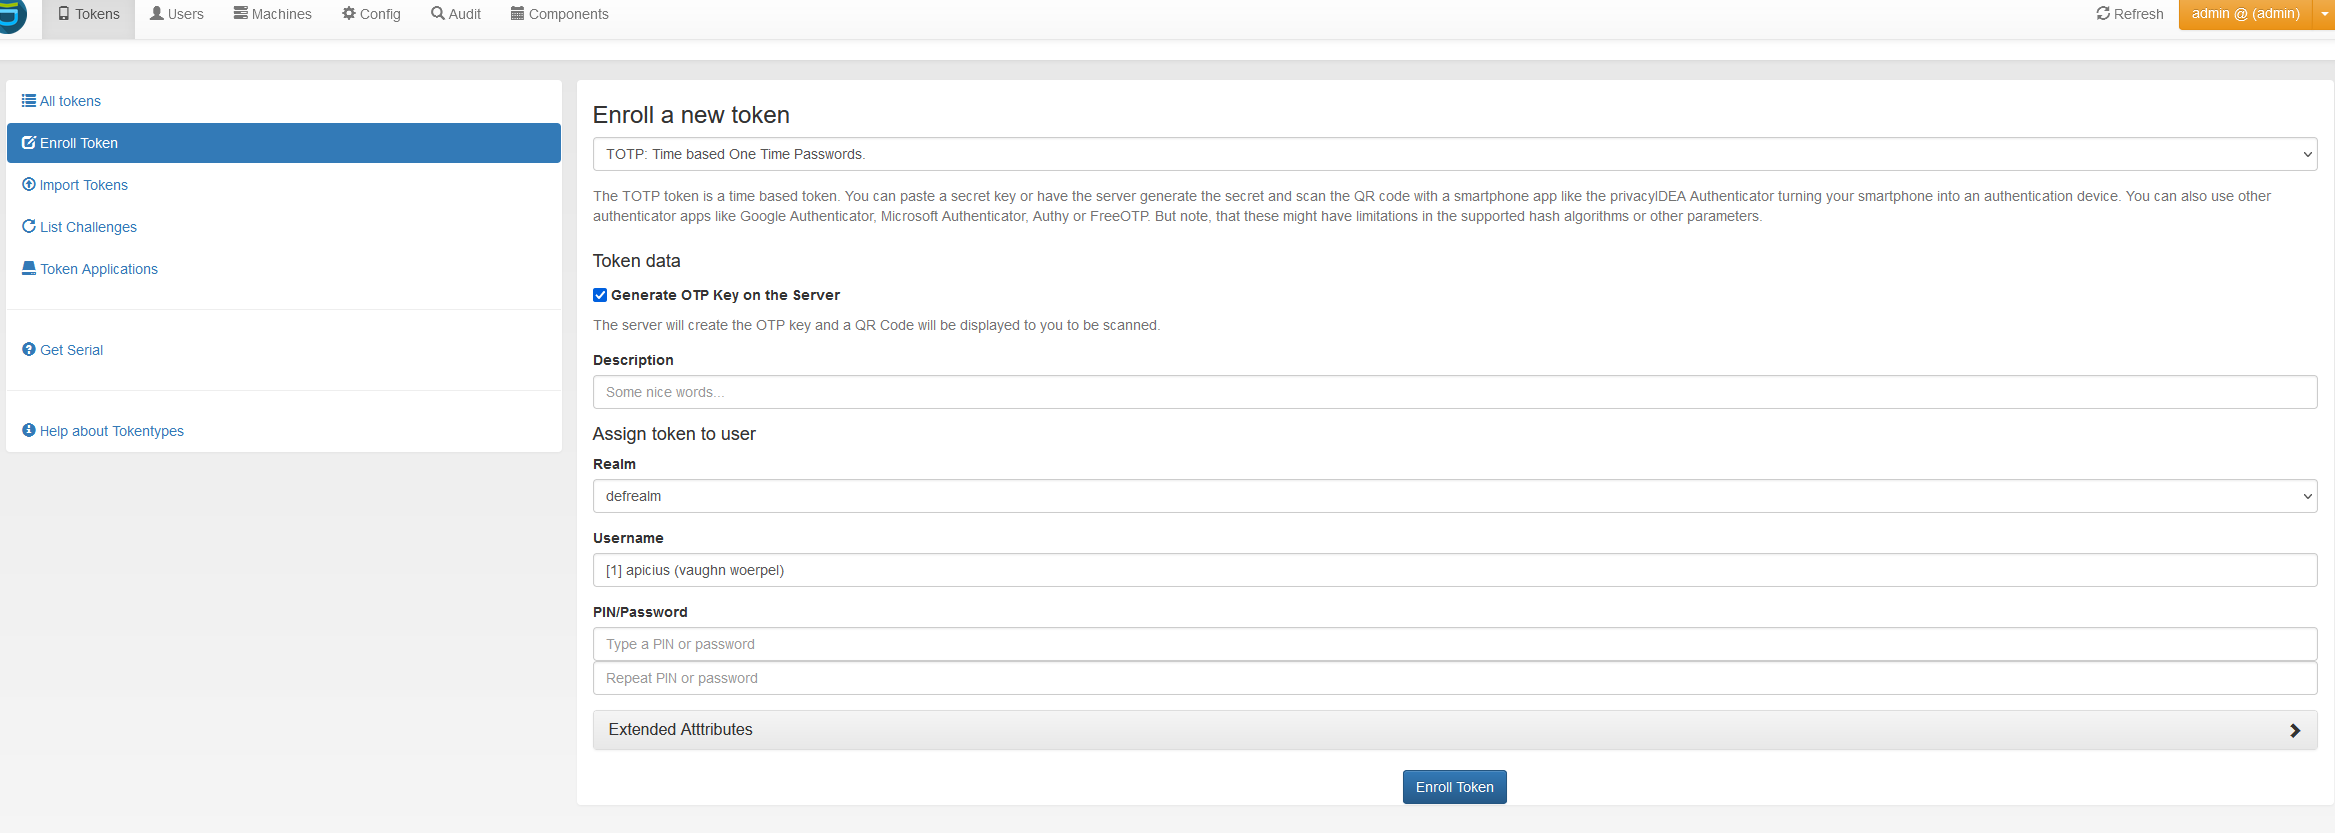 Tokens Users Machines Config Audit Components Refresh admin @ (admin)
All tokens
Enroll Token
Import Tokens
List Challenges
Token Applications
Get Serial
Help about Tokentypes
Enroll a new token
TOTP: Time based One Time Passwords.
The TOTP token is a time based token. You can paste a secret key or have the server generate the secret and scan the QR code with a smartphone app like the privacyIDEA Authenticator turning your smartphone into an authentication device. You can also use other
authenticator apps like Google Authenticator, Microsoft Authenticator, Authy or FreeOTP. But note, that these might have limitations in the supported hash algorithms or other parameters.
Token data
Generate OTP Key on the Server
The server will create the OTP key and a QR Code will be displayed to you to be scanned.
Description
Some nice words...
Assign token to user
Realm
defrealm
Username
[1] apicius (vaughn woerpel)
PIN/Password
Type a PIN or password
Repeat PIN or password
Extended Atttributes
Enroll Token